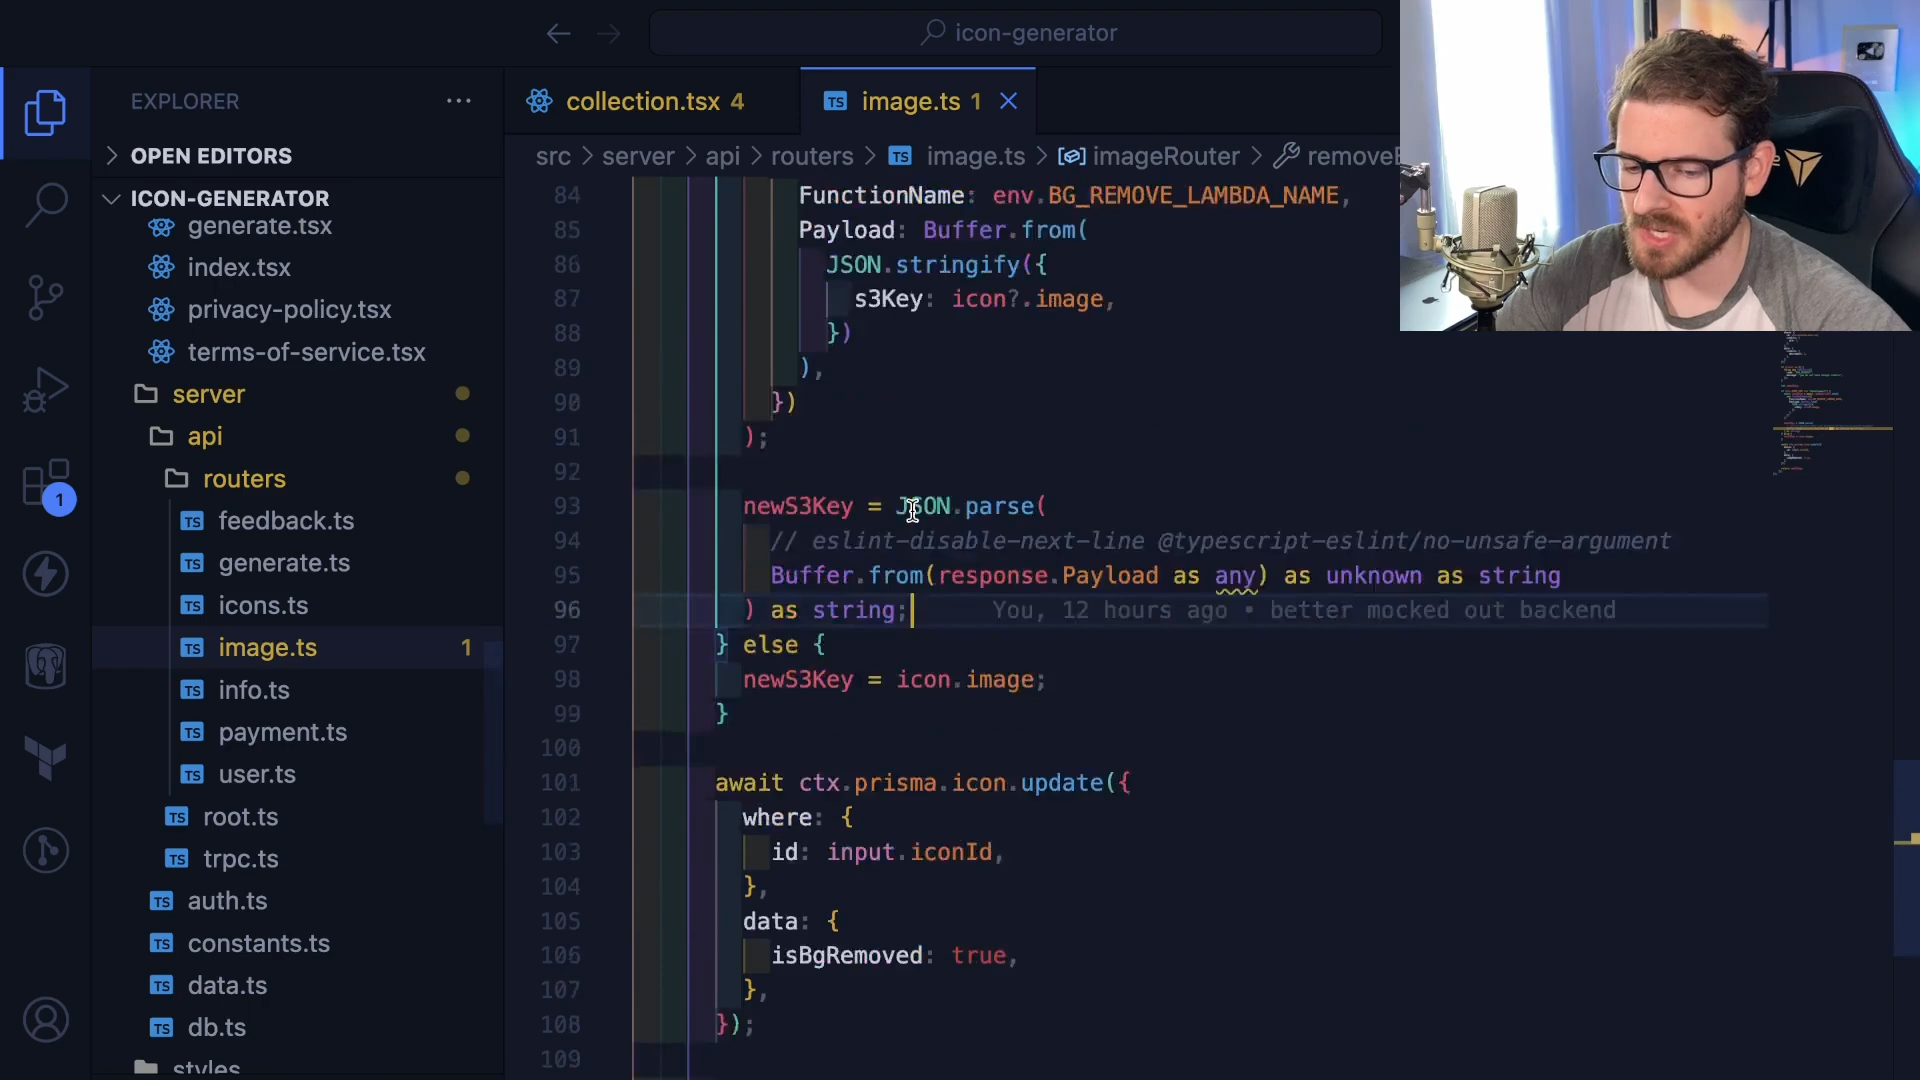 icon-generator
EXPLORER
OPEN EDITORS
ICON-GENERATOR
generate.tsx
index.tsx
privacy-policy.tsx
terms-of-service.tsx
server
api
routers
feedback.ts
generate.ts
icons.ts
image.ts 1
info.ts
payment.ts
user.ts
root.ts
trpc.ts
auth.ts
constants.ts
data.ts
db.ts
styles
1
collection.tsx 4
image.ts 1
src > server > api > routers > TS image.ts > imageRouter >
84 FunctionName: env.BG_REMOVE_LAMBDA_NAME,
85 Payload: Buffer.from(
86 JSON.stringify({
87 s3Key: icon?.image,
88 })
89 ),
90 })
91 );
92
93 newS3Key = JSON.parse(
94 // eslint-disable-next-line @typescript-eslint/no-unsafe-argument
95 Buffer.from(response.Payload as any) as unknown as string
96 ) as string; You, 12 hours ago • better mocked out backend
97 } else {
98 newS3Key = icon.image;
99 }
100
101 await ctx.prisma.icon.update({
102 where: {
103 id: input.iconId,
104 },
105 data: {
106 isBgRemoved: true,
107 },
108 });
109